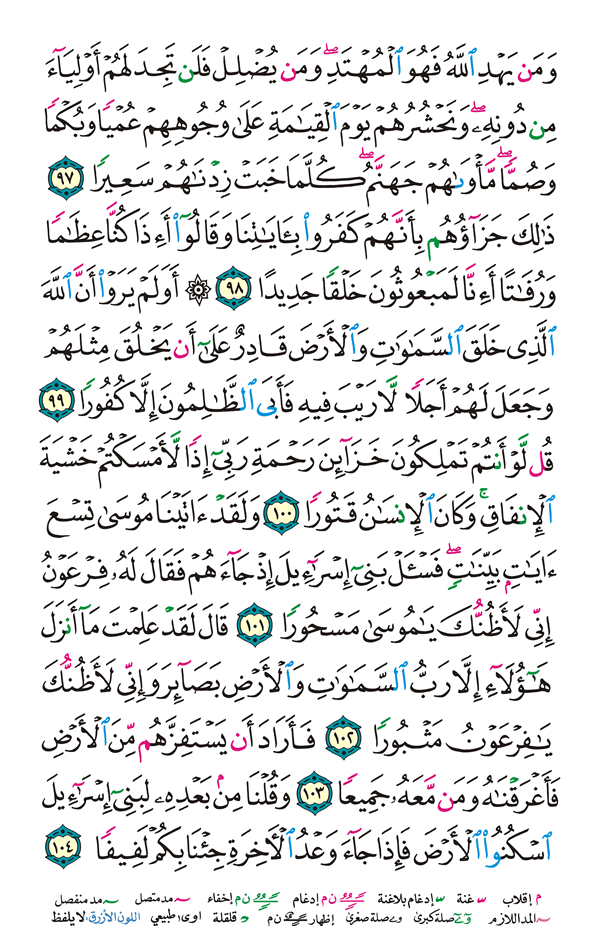 وَمَن يَهْدِ ٱللَّهُ فَهُوَ ٱلْمُهْتَدِ ۖ وَمَن يُضْلِلْ فَلَن تَجِدَ لَهُمْ أَوْلِيَآءَ
مِن دُونِهِۦ ۖ وَنَحْشُرُهُمْ يَوْمَ ٱلْقِيَـٰمَةِ عَلَىٰ وُجُوهِهِمْ عُمْيًا وَبُكْمًا
وَصُمًّا ۖ مَّأْوَىٰهُمْ جَهَنَّمُ ۖ كُلَّمَا خَبَتْ زِدْنَـٰهُمْ سَعِيرًا ٩٧
ذَٰلِكَ جَزَآؤُهُم بِأَنَّهُمْ كَفَرُوا۟ بِـَٔايَـٰتِنَا وَقَالُوٓا۟ أَءِذَا كُنَّا عِظَـٰمًا
وَرُفَـٰتًا أَءِنَّا لَمَبْعُوثُونَ خَلْقًا جَدِيدًا ٩٨ ۞ أَوَلَمْ يَرَوْا۟ أَنَّ ٱللَّهَ
ٱلَّذِى خَلَقَ ٱلسَّمَـٰوَٰتِ وَٱلْأَرْضَ قَادِرٌ عَلَىٰٓ أَن يَخْلُقَ مِثْلَهُمْ
وَجَعَلَ لَهُمْ أَجَلًا لَّا رَيْبَ فِيهِ فَأَبَى ٱلظَّـٰلِمُونَ إِلَّا كُفُورًا ٩٩
قُل لَّوْ أَنتُمْ تَمْلِكُونَ خَزَآئِنَ رَحْمَةِ رَبِّىٓ إِذًا لَّأَمْسَكْتُمْ خَشْيَةَ
ٱلْإِنفَاقِ ۚ وَكَانَ ٱلْإِنسَـٰنُ قَتُورًا ١٠٠ وَلَقَدْ ءَاتَيْنَا مُوسَىٰ تِسْعَ
ءَايَـٰتٍۭ بَيِّنَـٰتٍ ۖ فَسْـَٔلْ بَنِىٓ إِسْرَٰٓءِيلَ إِذْ جَآءَهُمْ فَقَالَ لَهُۥ فِرْعَوْنُ
إِنِّى لَأَظُنُّكَ يَـٰمُوسَىٰ مَسْحُورًا ١٠١ قَالَ لَقَدْ عَلِمْتَ مَآ أَنزَلَ
هَـٰٓؤُلَآءِ إِلَّا رَبُّ ٱلسَّمَـٰوَٰتِ وَٱلْأَرْضِ بَصَآئِرَ وَإِنِّى لَأَظُنُّكَ
يَـٰفِرْعَوْنُ مَثْبُورًا ١٠٢ فَأَرَادَ أَن يَسْتَفِزَّهُم مِّنَ ٱلْأَرْضِ
فَأَغْرَقْنَـٰهُ وَمَن مَّعَهُۥ جَمِيعًا ١٠٣ وَقُلْنَا مِنۢ بَعْدِهِۦ لِبَنِىٓ إِسْرَٰٓءِيلَ
ٱسْكُنُوا۟ ٱلْأَرْضَ فَإِذَا جَآءَ وَعْدُ ٱلْـَٔاخِرَةِ جِئْنَا بِكُمْ لَفِيفًا ١٠٤
م إقلاب غنة إدغام بلاغنة ن م إدغام ن م إخفاء مد متصل مد منفصل
المد اللازم صلة كبرى وے صلة صغرى إظهار ن م قلقلة اوى طبيعي اللون الأزرق: لا يلفظ